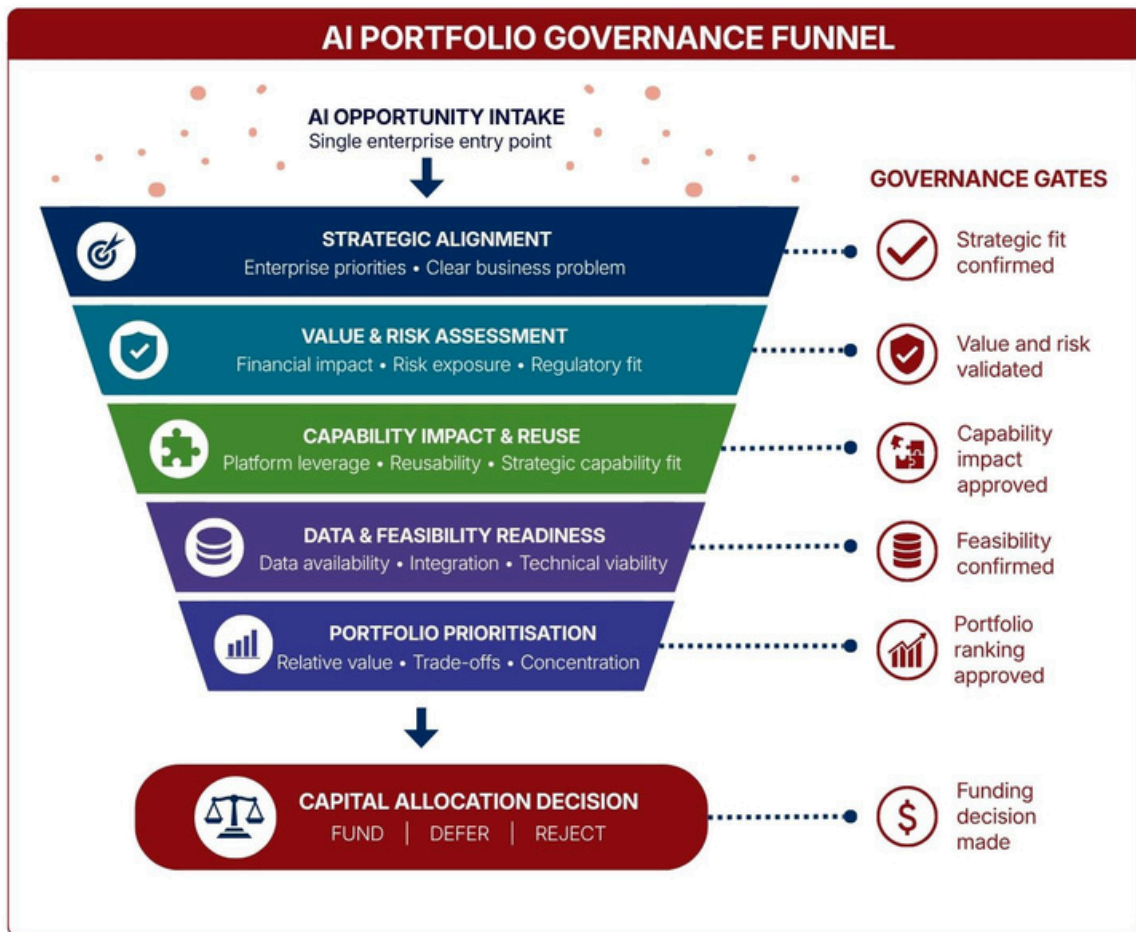 AI PORTFOLIO GOVERNANCE FUNNEL
AI OPPORTUNITY INTAKE
Single enterprise entry point
GOVERNANCE GATES
STRATEGIC ALIGNMENT
Enterprise priorities • Clear business problem
Strategic fit
confirmed
VALUE & RISK ASSESSMENT
Financial impact • Risk exposure • Regulatory fit
Value and risk
validated
CAPABILITY IMPACT & REUSE
Platform leverage • Reusability • Strategic capability fit
Capability
impact
approved
DATA & FEASIBILITY READINESS
Data availability • Integration • Technical viability
Feasibility
confirmed
PORTFOLIO PRIORITISATION
Relative value • Trade-offs • Concentration
Portfolio
ranking
approved
CAPITAL ALLOCATION DECISION
FUND | DEFER | REJECT
$
Funding
decision
made